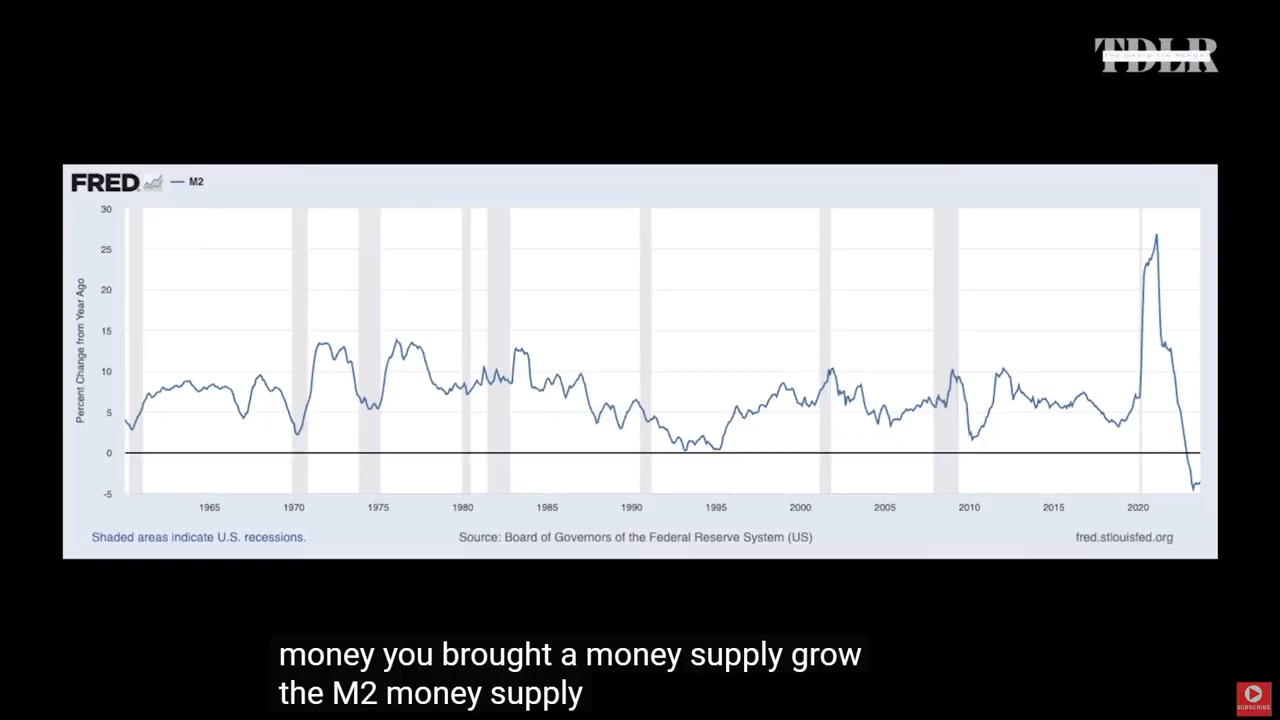 TDLR
FRED — M2
30
25
20
15
10
5
0
-5
Percent Change from Year Ago
1965 1970 1975 1980 1985 1990 1995 2000 2005 2010 2015 2020
Shaded areas indicate U.S. recessions. Source: Board of Governors of the Federal Reserve System (US) fred.stlouisfed.org
money you brought a money supply grow
the M2 money supply
SUBSCRIBE